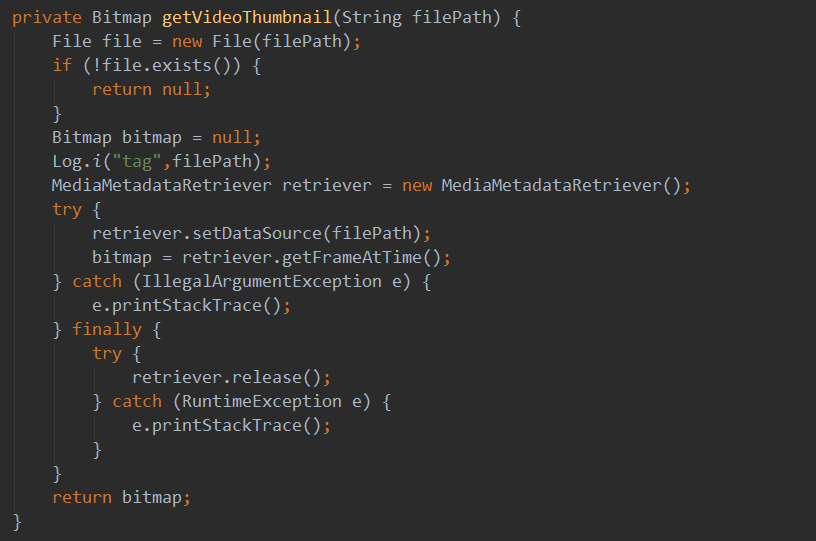 private Bitmap getVideoThumbnail(String filePath) {
    File file = new File(filePath);
    if (!file.exists()) {
        return null;
    }
    Bitmap bitmap = null;
    Log.i("tag",filePath);
    MediaMetadataRetriever retriever = new MediaMetadataRetriever();
    try {
        retriever.setDataSource(filePath);
        bitmap = retriever.getFrameAtTime();
    } catch (IllegalArgumentException e) {
        e.printStackTrace();
    } finally {
        try {
            retriever.release();
        } catch (RuntimeException e) {
            e.printStackTrace();
        }
    }
    return bitmap;
}